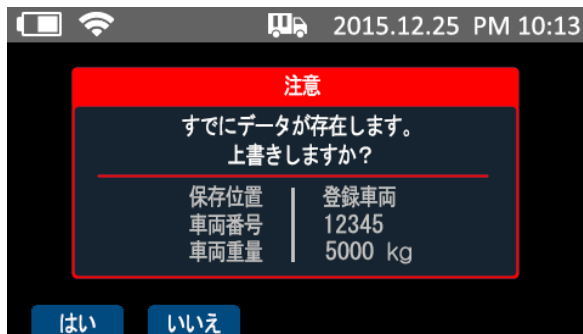 2015.12.25 PM 10:13
注意
すでにデータが存在します。
上書きしますか？
保存位置 登録車両
車両番号 12345
車両重量 5000 kg
はい いいえ